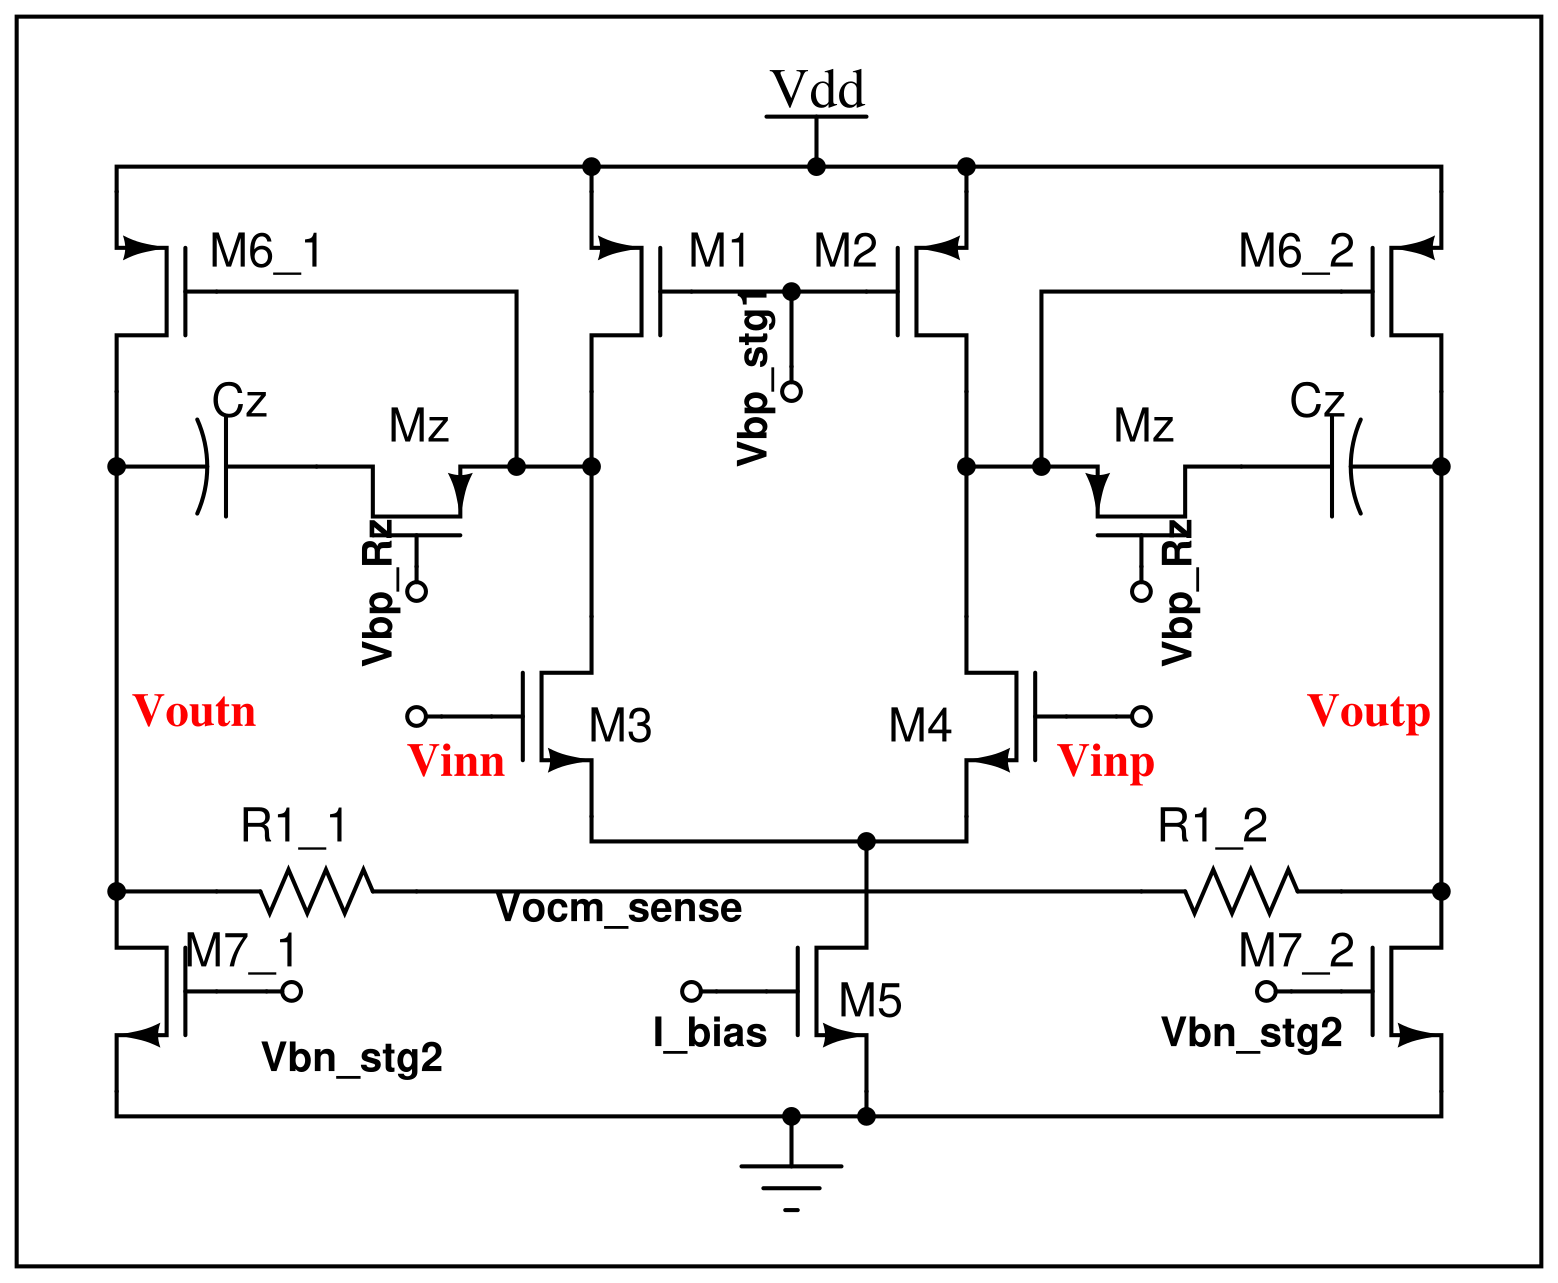 Vdd
M6_1
M1
M2
M6_2
Vbp_stg1
Cz
Mz
Cz
Mz
Vbp_Rz
Vbp_Rz
Voutn
Vinn
M3
M4
Vinp
Voutp
R1_1
R1_2
Vocm_sense
M7_1
M7_2
Vbn_stg2
I_bias
M5
Vbn_stg2